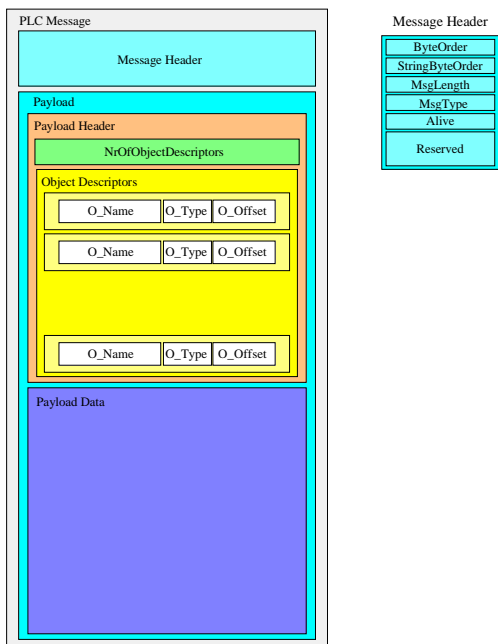 PLC Message
Message Header
Payload
Payload Header
NrOfObjectDescriptors
Object Descriptors
O_Name O_Type O_Offset
O_Name O_Type O_Offset
O_Name O_Type O_Offset
Payload Data
Message Header
ByteOrder
StringByteOrder
MsgLength
MsgType
Alive
Reserved